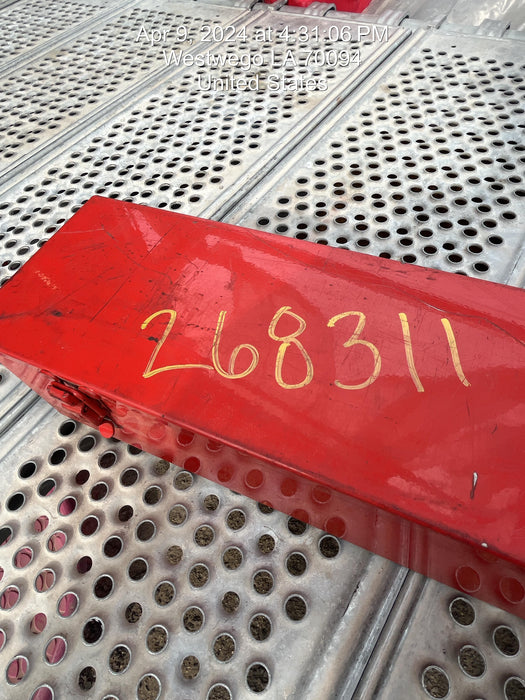 Apr 9, 2024 at 4:31:06 PM
Westwego LA 70094
United States
268311